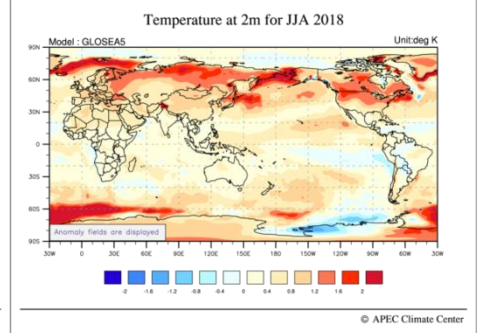 Temperature at 2m for JJA 2018
Model : GLOSEA5 Unit:deg K
90N
60N
30N
0
30S
60S
90S
Anomaly fields are displayed
30W 0 30E 60E 90E 120E 150E 180 150W 120W 90W 60W 30W
-2 -1.6 -1.2 -0.8 -0.4 0 0.4 0.8 1.2 1.6 2
© APEC Climate Center